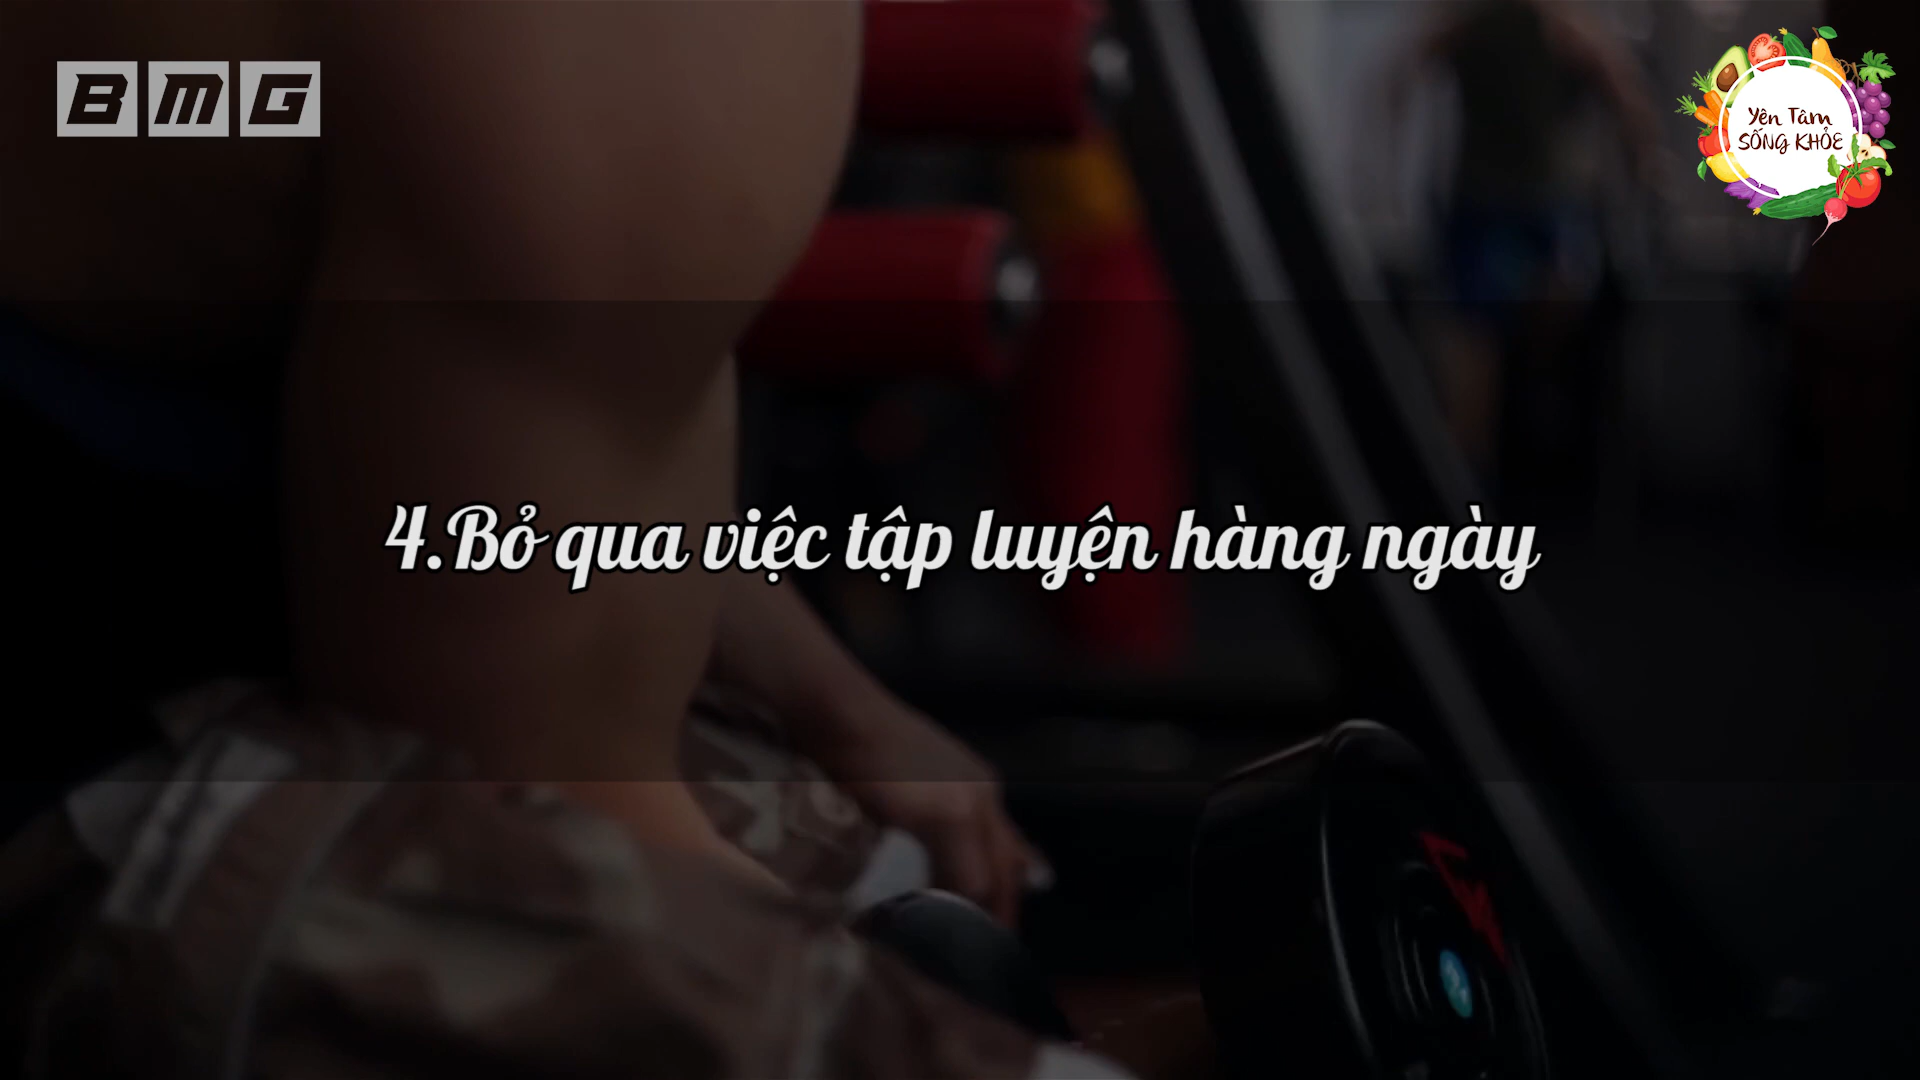 BMG
Yên Tâm
SỐNG KHỎE
4.Bỏ qua việc tập luyện hàng ngày